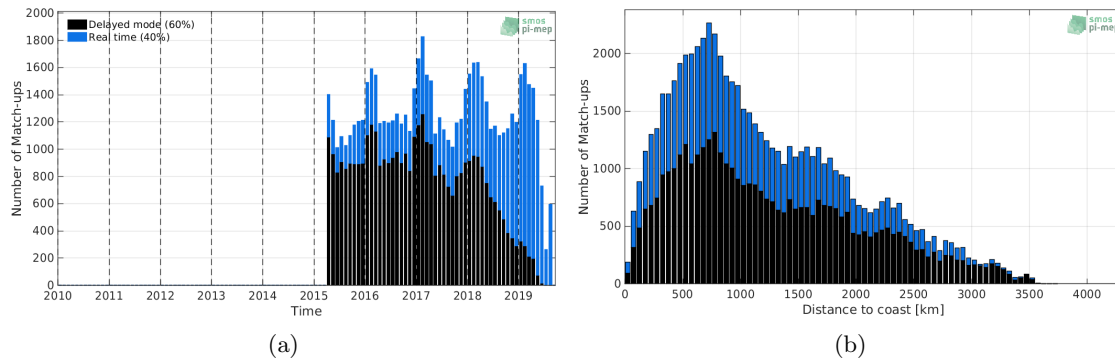 (a)
Delayed mode (60%)
Real time (40%)
smos
pi-mep
Number of Match-ups
2000
1800
1600
1400
1200
1000
800
600
400
200
0
2010 2011 2012 2013 2014 2015 2016 2017 2018 2019
Time
(a)
(b)
smos
pi-mep
Number of Match-ups
2000
1500
1000
500
0
0 500 1000 1500 2000 2500 3000 3500 4000
Distance to coast [km]
(b)